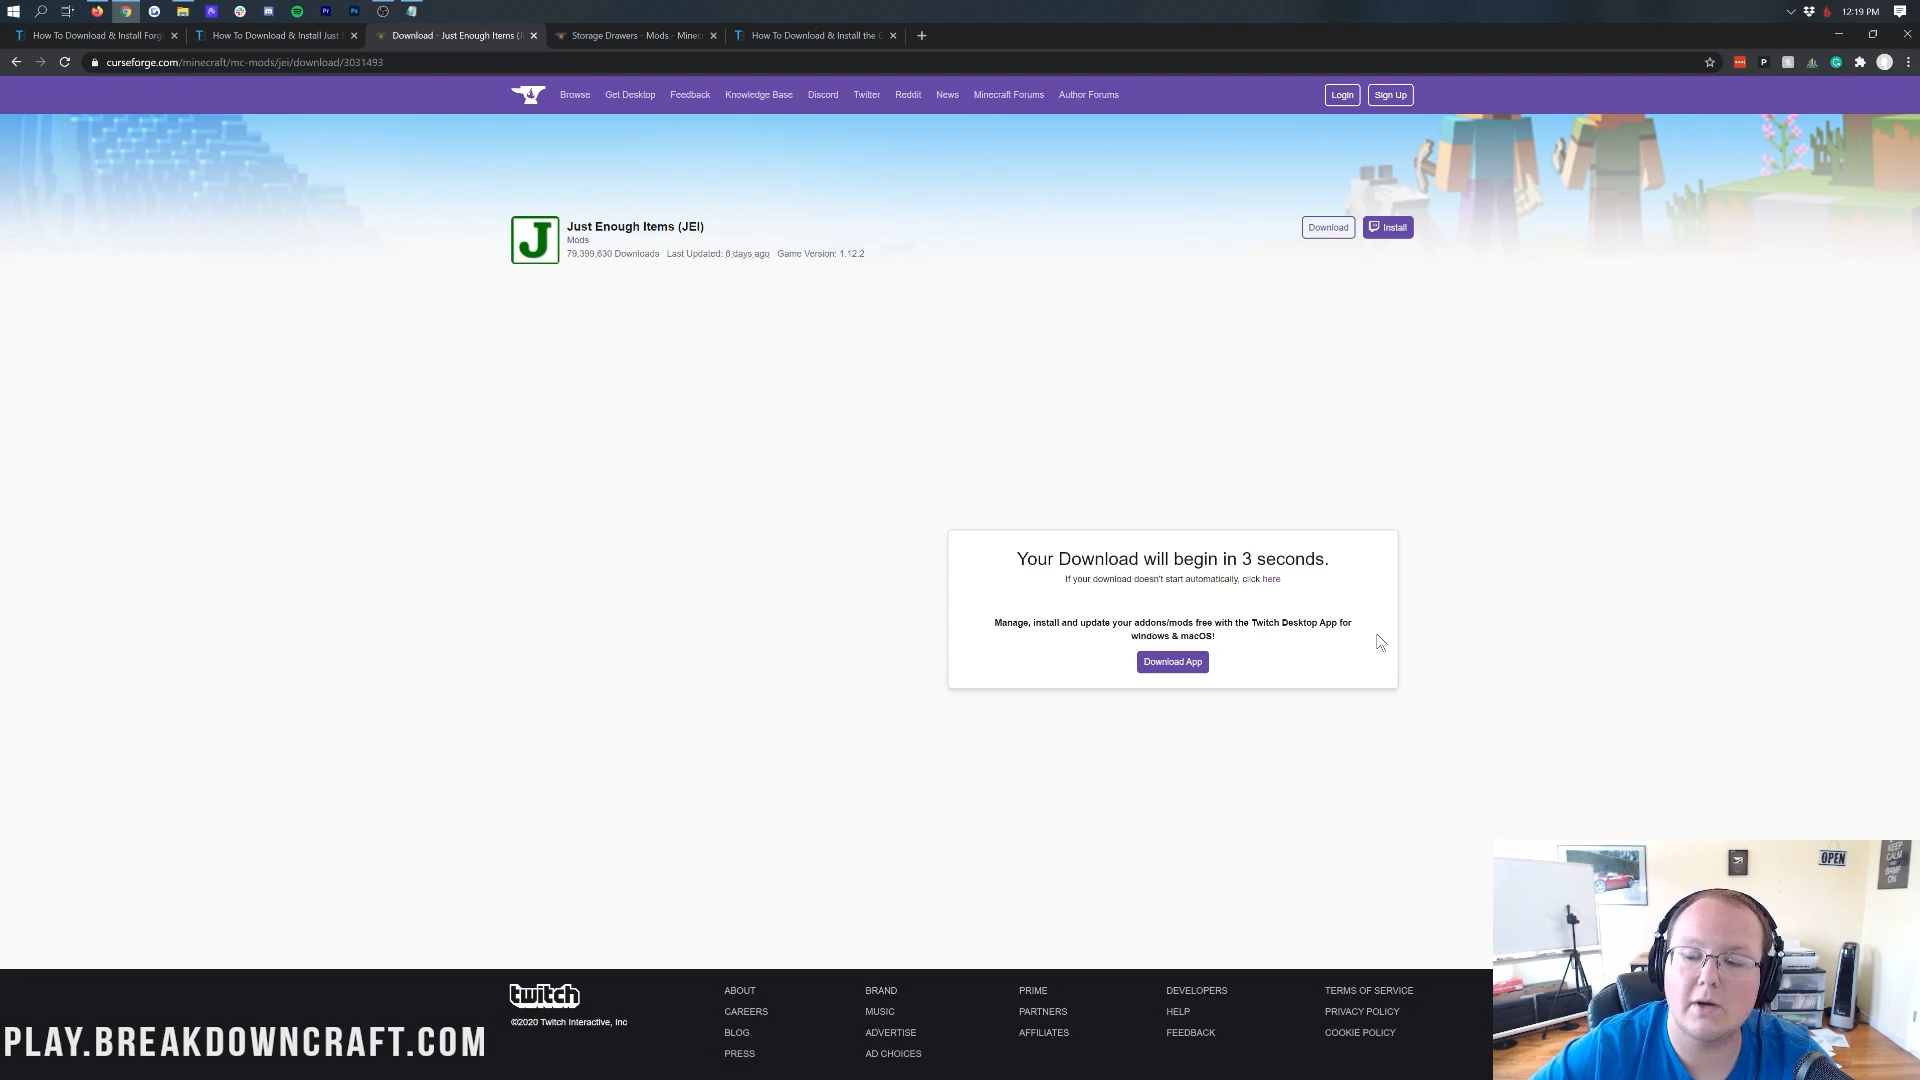 12:19 PM
How To Download & Install Forg
How To Download & Install Just
Download - Just Enough Items (J
Storage Drawers - Mods - Minec
How To Download & Install the
curseforge.com/minecraft/mc-mods/jei/download/3031493
Browse Get Desktop Feedback Knowledge Base Discord Twitter Reddit News Minecraft Forums Author Forums
Login Sign Up
J
Just Enough Items (JEI)
Mods
79,399,630 Downloads Last Updated: 6 days ago Game Version: 1.12.2
Download Install
Your Download will begin in 3 seconds.
If your download doesn't start automatically, click here
Manage, install and update your addons/mods free with the Twitch Desktop App for
windows & macOS!
Download App
OPEN
KEEP
CALM
AND
BAMF
ON
twitch
©2020 Twitch Interactive, Inc
ABOUT BRAND PRIME DEVELOPERS TERMS OF SERVICE
CAREERS MUSIC PARTNERS HELP PRIVACY POLICY
BLOG ADVERTISE AFFILIATES FEEDBACK COOKIE POLICY
PRESS AD CHOICES
PLAY.BREAKDOWNCRAFT.COM